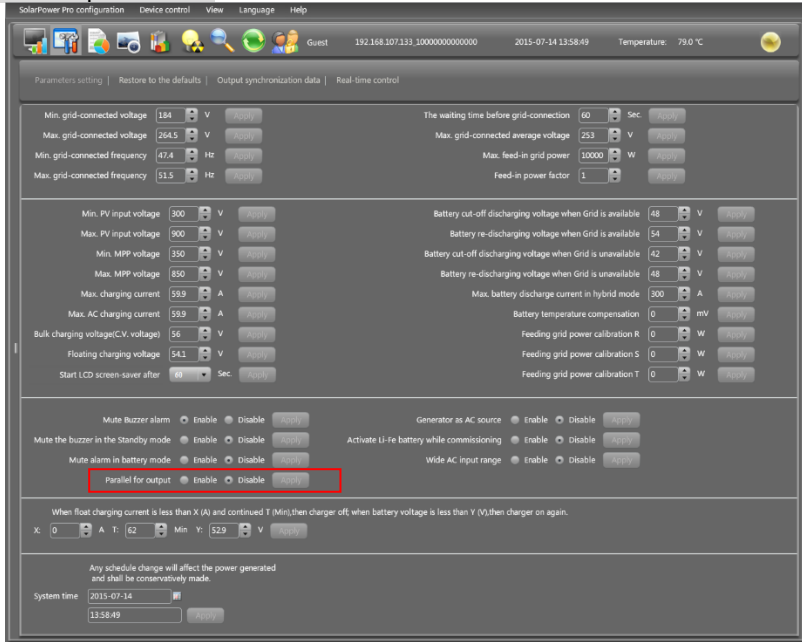 SolarPower Pro configuration Device control View Language Help
Guest 192.168.107.133_10000000000000 2015-07-14 13:58:49 Temperature: 79.0 °C
Parameters setting | Restore to the defaults | Output synchronization data | Real-time control
Min. grid-connected voltage 184 V Apply The waiting time before grid-connection 60 Sec. Apply
Max. grid-connected voltage 264.5 V Apply Max. grid-connected average voltage 253 V Apply
Min. grid-connected frequency 47.4 Hz Apply Max. feed-in grid power 10000 W Apply
Max. grid-connected frequency 51.5 Hz Apply Feed-in power factor 1 Apply
Min. PV input voltage 300 V Apply Battery cut-off discharging voltage when Grid is available 48 V Apply
Max. PV input voltage 900 V Apply Battery re-discharging voltage when Grid is available 54 V Apply
Min. MPP voltage 350 V Apply Battery cut-off discharging voltage when Grid is unavailable 42 V Apply
Max. MPP voltage 850 V Apply Battery re-discharging voltage when Grid is unavailable 48 V Apply
Max. charging current 59.9 A Apply Max. battery discharge current in hybrid mode 300 A Apply
Max. AC charging current 59.9 A Apply Battery temperature compensation 0 mV Apply
Bulk charging voltage(C.V. voltage) 56 V Apply Feeding grid power calibration R 0 W Apply
Floating charging voltage 54.1 V Apply Feeding grid power calibration S 0 W Apply
Start LCD screen-saver after 60 Sec. Apply Feeding grid power calibration T 0 W Apply
Mute Buzzer alarm Enable Disable Apply Generator as AC source Enable Disable Apply
Mute the buzzer in the Standby mode Enable Disable Apply Activate Li-Fe battery while commissioning Enable Disable Apply
Mute alarm in battery mode Enable Disable Apply Wide AC input range Enable Disable Apply
Parallel for output Enable Disable Apply
When float charging current is less than X (A) and continued T (Min),then charger off; when battery voltage is less than Y (V),then charger on again.
X: 0 A T: 62 Min Y: 52.9 V Apply
Any schedule change will affect the power generated
and shall be conservatively made.
System time 2015-07-14
13:58:49 Apply